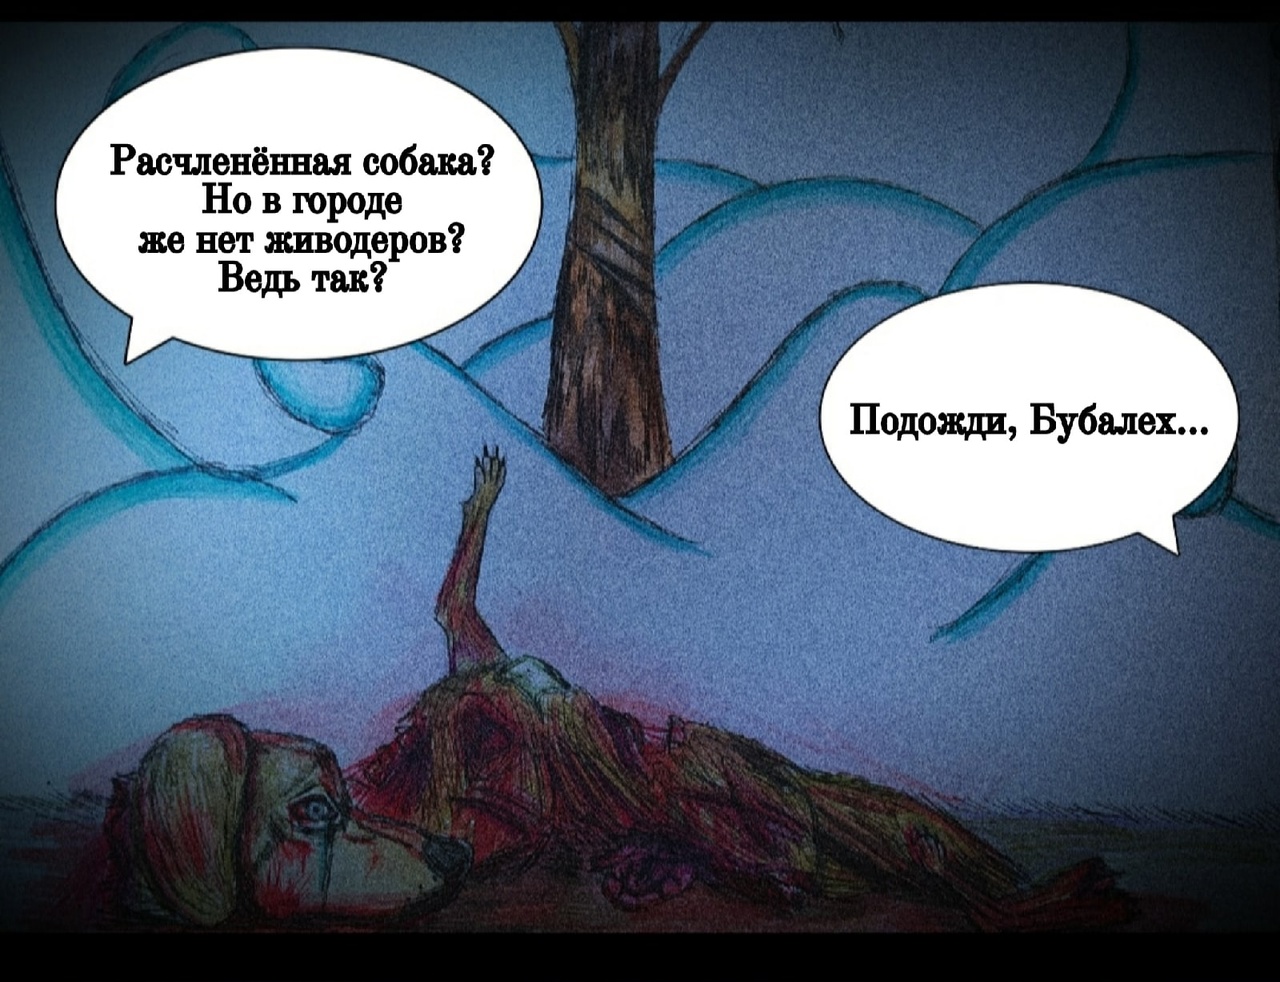 Расчленённая собака?
Но в городе
же нет живодеров?
Ведь так?
Подожди, Бубалех...